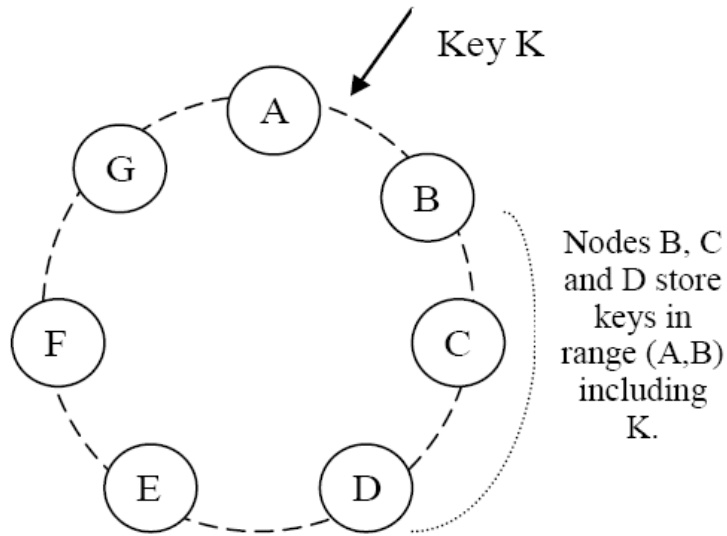 Key K
A
B
G
Nodes B, C
and D store
keys in
range (A,B)
including
K.
F
C
E
D